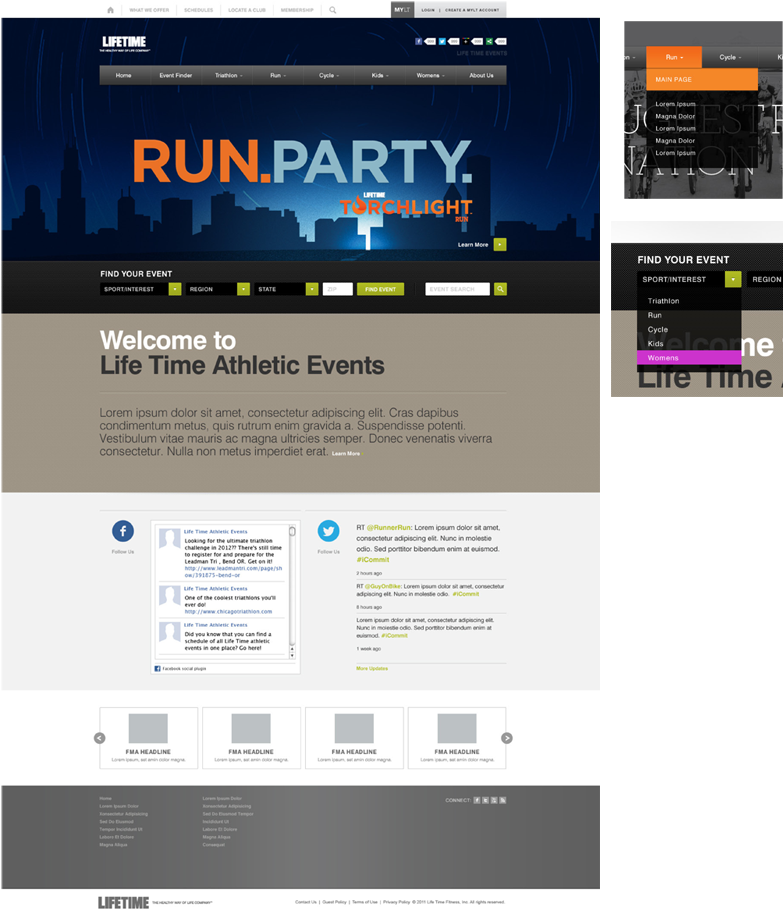 WHAT WE OFFER
SCHEDULES
LOCATE A CLUB
MEMBERSHIP
MYLT
LOGIN | CREATE A MYLT ACCOUNT
LIFETIME
THE HEALTHY WAY OF LIFE COMPANY
LIFE TIME EVENTS
Home
Event Finder
Triathlon
Run
Cycle
Kids
Womens
About Us
RUN.PARTY.
LIFETIME
TORCHLIGHT
RUN
Learn More
FIND YOUR EVENT
SPORT/INTEREST
REGION
STATE
ZIP
FIND EVENT
EVENT SEARCH
Welcome to
Life Time Athletic Events
Lorem ipsum dolor sit amet, consectetur adipiscing elit. Cras dapibus
condimentum metus, quis rutrum enim gravida a. Suspendisse potenti.
Vestibulum vitae mauris ac magna ultricies semper. Donec venenatis viverra
consectetur. Nulla non metus imperdiet erat. Learn More
Follow Us
Life Time Athletic Events
Looking for the ultimate triathlon
challenge in 2012?? There's still time
to register for and prepare for the
Leadman Tri , Bend OR. Get on it!
http://www.leadmantri.com/page/sh
ow/391875-bend-or
Life Time Athletic Events
One of the coolest triathlons you'll
ever do!
http://www.chicagotriathlon.com
Life Time Athletic Events
Did you know that you can find a
schedule of all Life Time athletic
events in one place? Go here!
Facebook social plugin
Follow Us
RT @RunnerRun: Lorem ipsum dolor sit amet,
consectetur adipiscing elit. Nunc in molestie
odio. Sed porttitor bibendum enim at euismod.
#ICommit
2 hours ago
RT @GuyOnBike: Lorem ipsum dolor sit amet, consectetur
adipiscing elit. Nunc in molestie odio. #ICommit
8 hours ago
Lorem ipsum dolor sit amet, consectetur adipiscing elit.
Nunc in molestie odio. Sed porttitor bibendum enim at
euismod. #ICommit
1 week ago
More Updates
FMA HEADLINE
Lorem ipsum, set amin dolor magna.
FMA HEADLINE
Lorem ipsum, set amin dolor magna.
FMA HEADLINE
Lorem ipsum, set amin dolor magna.
FMA HEADLINE
Lorem ipsum, set amin dolor magna.
Home
Lorem Ipsum Dolor
Consectetur Adipiscing
Sed Do Eiusmod
Tempor Incididunt Ut
Labore Et Dolore
Magna Aliqua
Lorem Ipsum Dolor
Consectetur Adipiscing
Sed Do Eiusmod Tempor
Incididunt Ut
Labore Et Dolore
Magna Aliqua
Consequat
CONNECT:
LIFETIME THE HEALTHY WAY OF LIFE COMPANY
Contact Us | Guest Policy | Terms of Use | Privacy Policy © 2011 Life Time Fitness, Inc. All rights reserved.
Run
Cycle
MAIN PAGE
Lorem Ipsum
Magna Dolor
Lorem Ipsum
Magna Dolor
Lorem Ipsum
NATION
FIND YOUR EVENT
SPORT/INTEREST
REGION
Triathlon
Run
Cycle
Kids
Womens
Welcome
Life Time